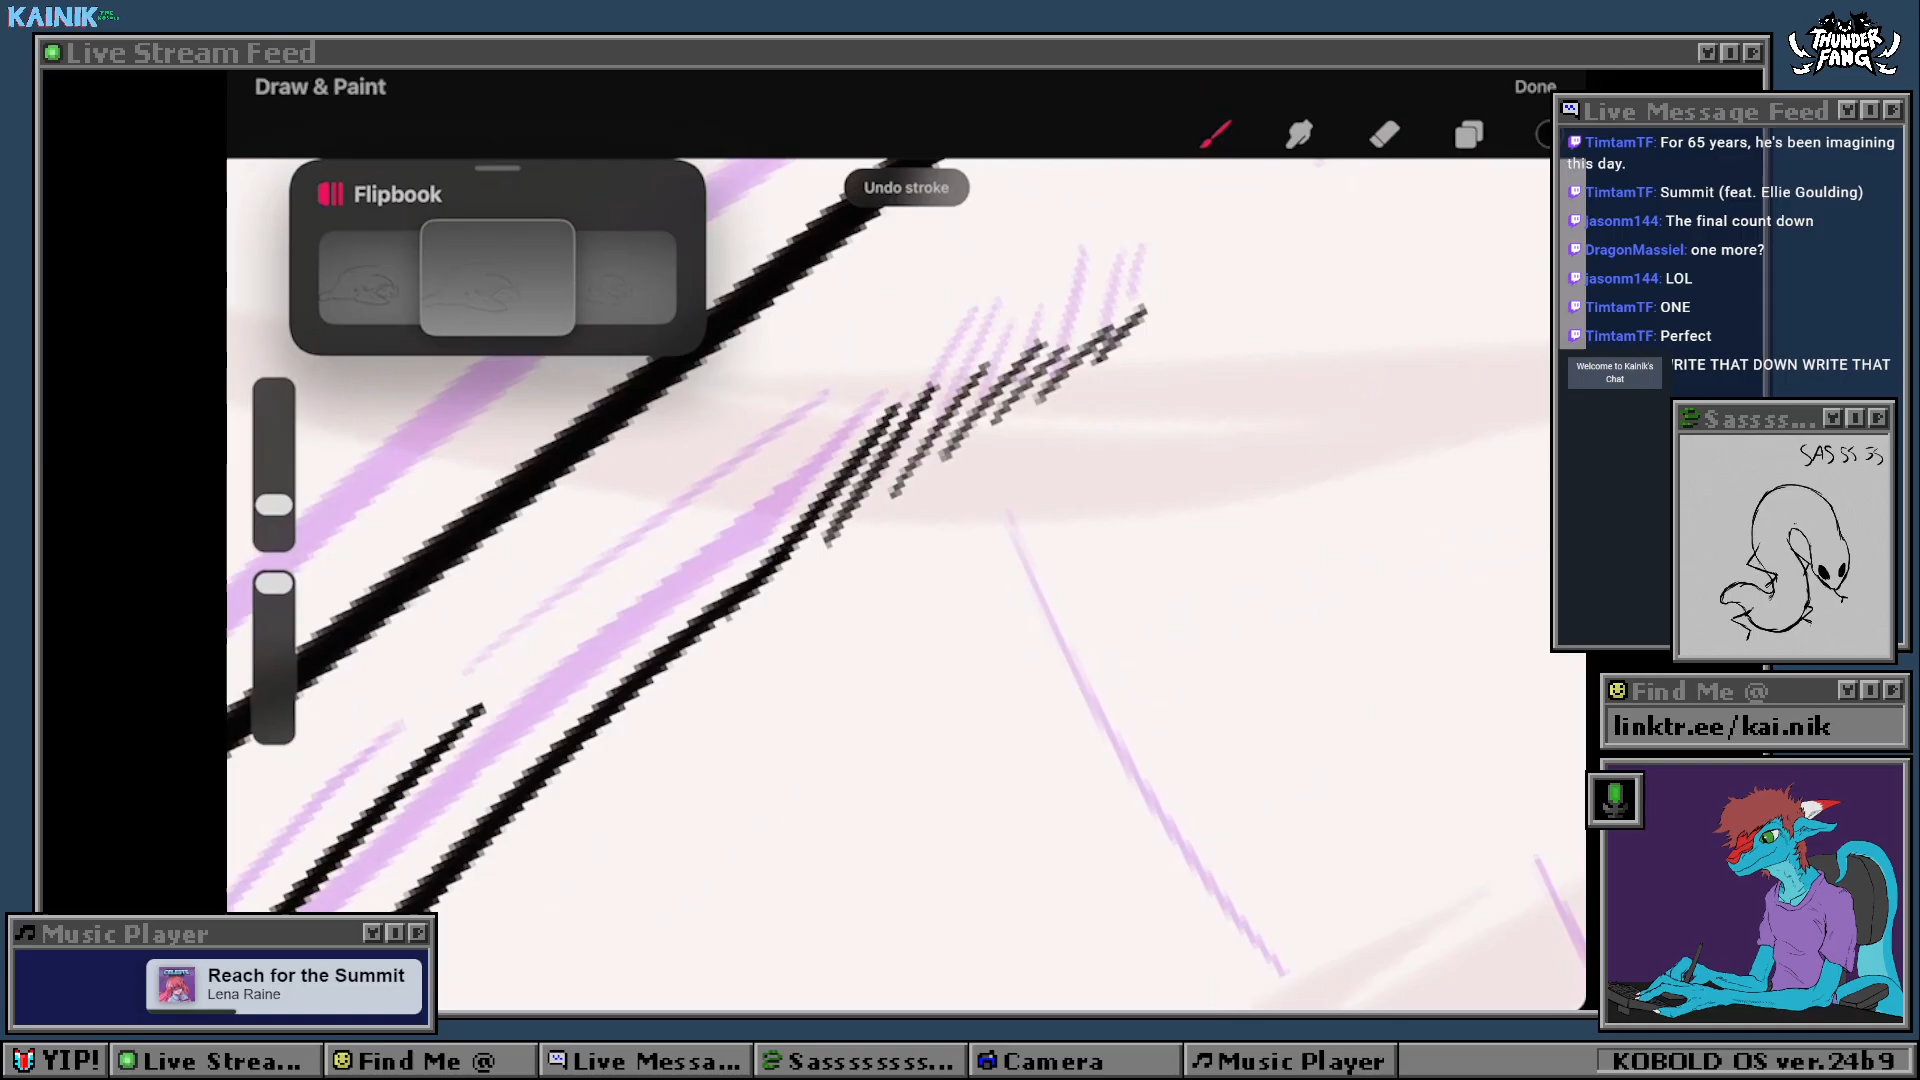 KAINIK
THUNDER
FANG
Live Stream Feed
Draw & Paint
Done
Flipbook
Undo stroke
Live Message Feed
TimtamTF: For 65 years, he's been imagining
this day.
TimtamTF: Summit (feat. Ellie Goulding)
jasonm144: The final count down
DragonMassiel: one more?
jasonm144: LOL
TimtamTF: ONE
TimtamTF: Perfect
RITE THAT DOWN WRITE THAT
Welcome to Kainik's
Chat
Sassss...
SASSSSS
Find Me @
linktr.ee/kai.nik
Music Player
Reach for the Summit
Lena Raine
YIP!
Live Strea...
Find Me @
Live Messa...
Sasssssssss...
Camera
Music Player
KOBOLD OS ver.24b9